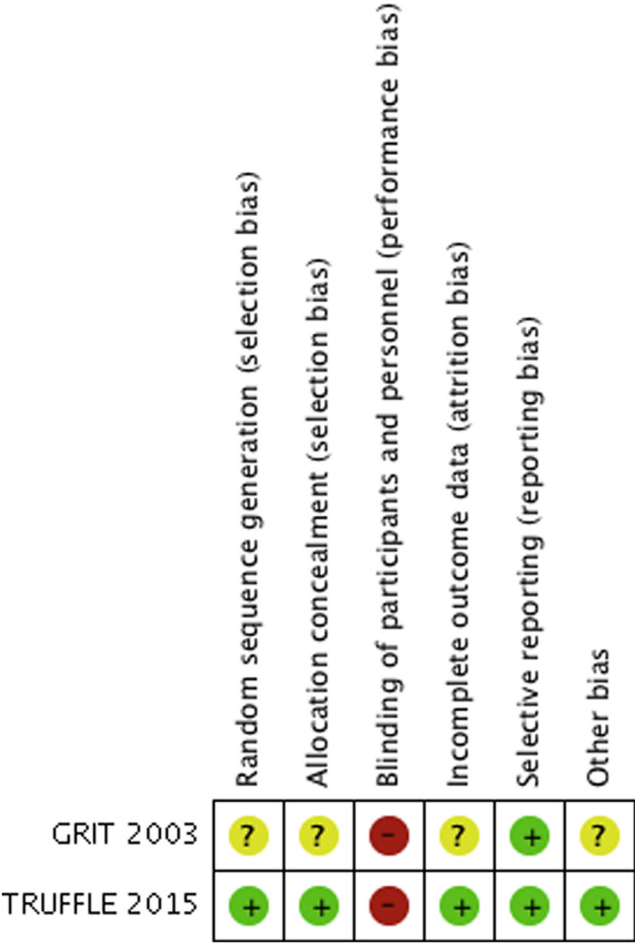 Random sequence generation (selection bias)
Allocation concealment (selection bias)
Blinding of participants and personnel (performance bias)
Incomplete outcome data (attrition bias)
Selective reporting (reporting bias)
Other bias
GRIT 2003 ? ? - ? + ?
TRUFFLE 2015 + + - + + +